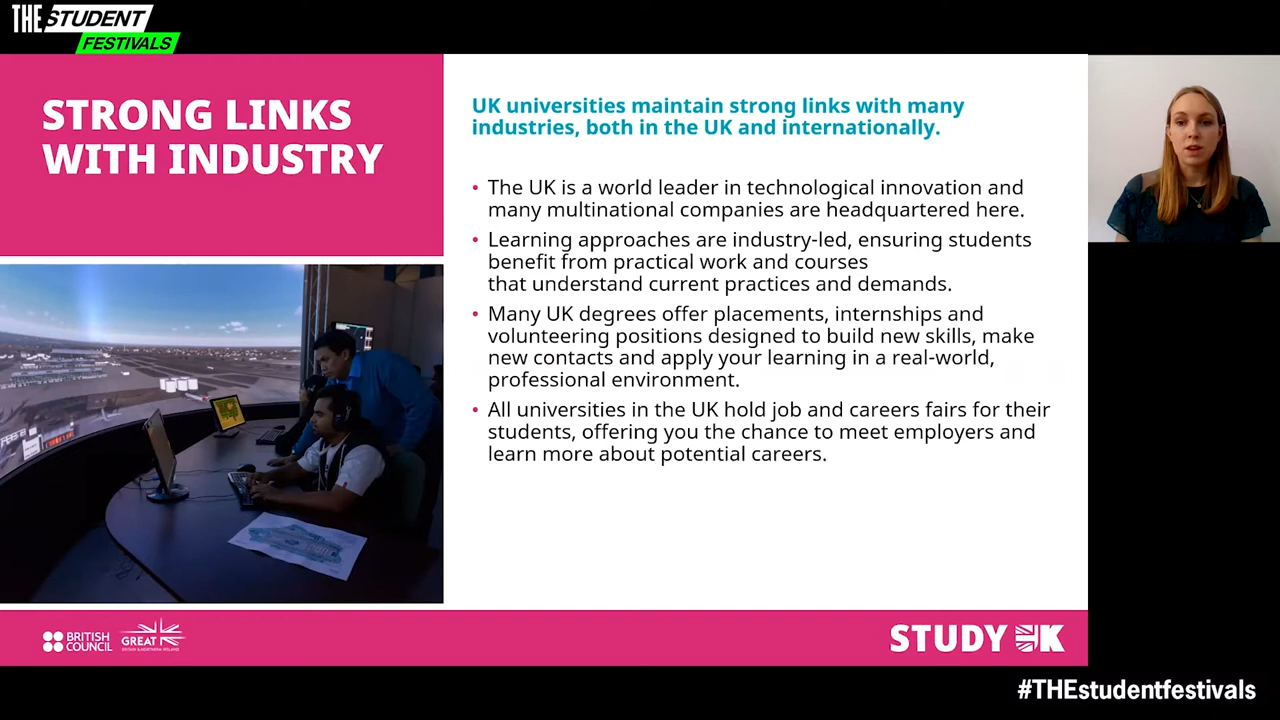 THE STUDENT
FESTIVALS
STRONG LINKS
WITH INDUSTRY
UK universities maintain strong links with many
industries, both in the UK and internationally.
• The UK is a world leader in technological innovation and
many multinational companies are headquartered here.
• Learning approaches are industry-led, ensuring students
benefit from practical work and courses
that understand current practices and demands.
• Many UK degrees offer placements, internships and
volunteering positions designed to build new skills, make
new contacts and apply your learning in a real-world,
professional environment.
• All universities in the UK hold job and careers fairs for their
students, offering you the chance to meet employers and
learn more about potential careers.
BRITISH
COUNCIL
GREAT
BRITAIN & NORTHERN IRELAND
STUDY UK
#THEstudentfestivals